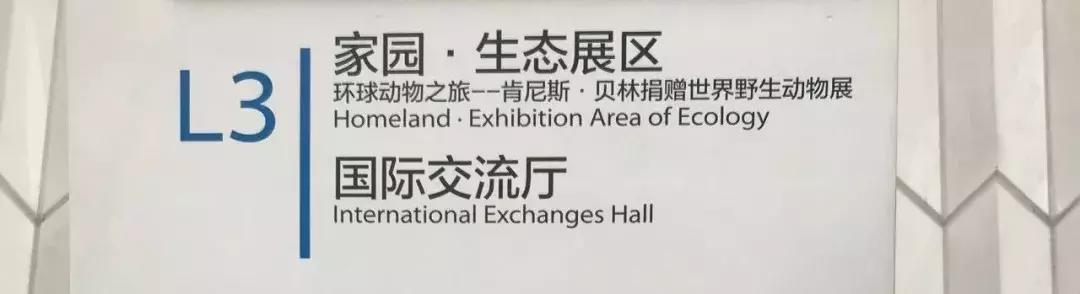 L3
家园·生态展区
环球动物之旅--肯尼斯·贝林捐赠世界野生动物展
Homeland · Exhibition Area of Ecology
国际交流厅
International Exchanges Hall